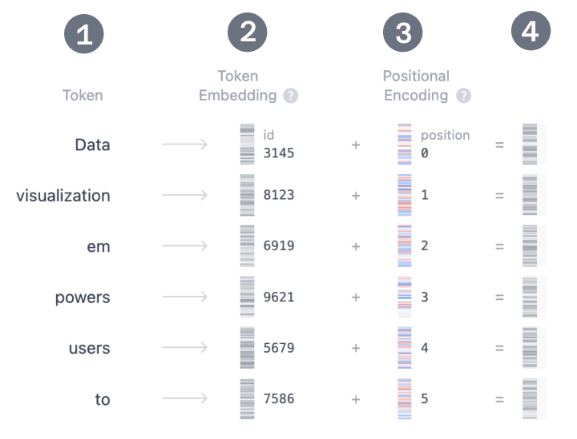 1 2 3 4
Token Token Embedding ? Positional Encoding ?
Data → id 3145 + position 0 =
visualization → 8123 + 1 =
em → 6919 + 2 =
powers → 9621 + 3 =
users → 5679 + 4 =
to → 7586 + 5 =